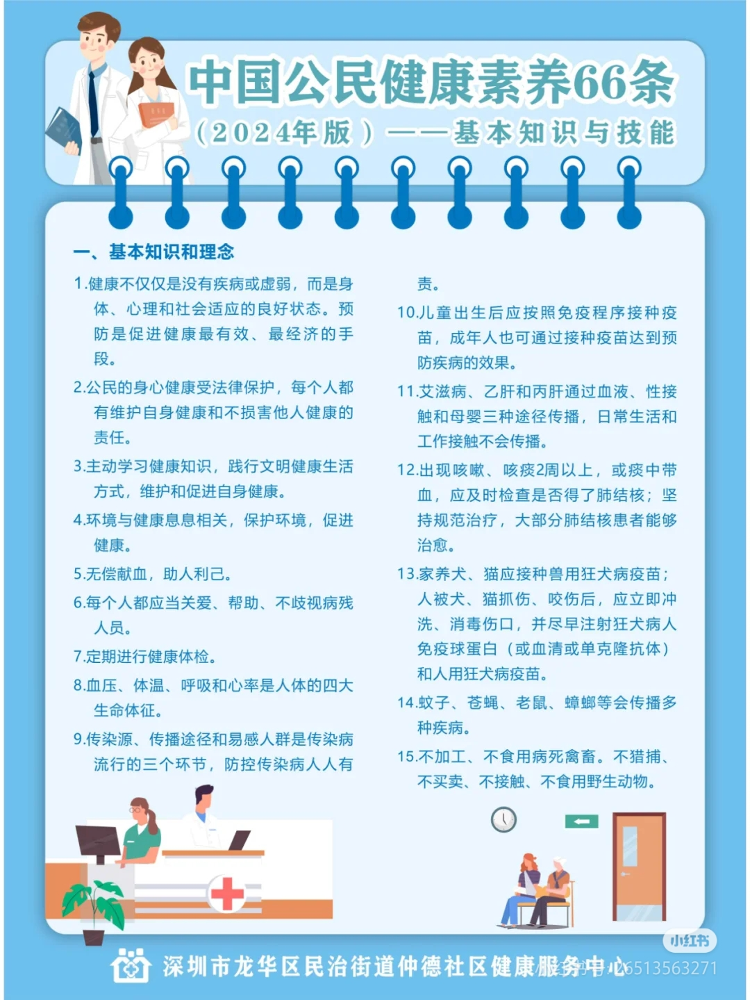 中国公民健康素养66条
（2024年版）——基本知识与技能
一、基本知识和理念
1.健康不仅仅是没有疾病或虚弱，而是身
体、心理和社会适应的良好状态。预
防是促进健康最有效、最经济的手
段。
2.公民的身心健康受法律保护，每个人都
有维护自身健康和不损害他人健康的
责任。
3.主动学习健康知识，践行文明健康生活
方式，维护和促进自身健康。
4.环境与健康息息相关，保护环境，促进
健康。
5.无偿献血，助人利己。
6.每个人都应当关爱、帮助、不歧视病残
人员。
7.定期进行健康体检。
8.血压、体温、呼吸和心率是人体的四大
生命体征。
9.传染源、传播途径和易感人群是传染病
流行的三个环节，防控传染病人人有
责。
10.儿童出生后应按照免疫程序接种疫
苗，成年人也可通过接种疫苗达到预
防疾病的效果。
11.艾滋病、乙肝和丙肝通过血液、性接
触和母婴三种途径传播，日常生活和
工作接触不会传播。
12.出现咳嗽、咳痰2周以上，或痰中带
血，应及时检查是否得了肺结核；坚
持规范治疗，大部分肺结核患者能够
治愈。
13.家养犬、猫应接种兽用狂犬病疫苗；
人被犬、猫抓伤、咬伤后，应立即冲
洗、消毒伤口，并尽早注射狂犬病人
免疫球蛋白（或血清或单克隆抗体）
和人用狂犬病疫苗。
14.蚊子、苍蝇、老鼠、蟑螂等会传播多
种疾病。
15.不加工、不食用病死禽畜。不猎捕、
不买卖、不接触、不食用野生动物。
小红书
深圳市龙华区民治街道仲德社区健康服务中心
小红书号:26513563271